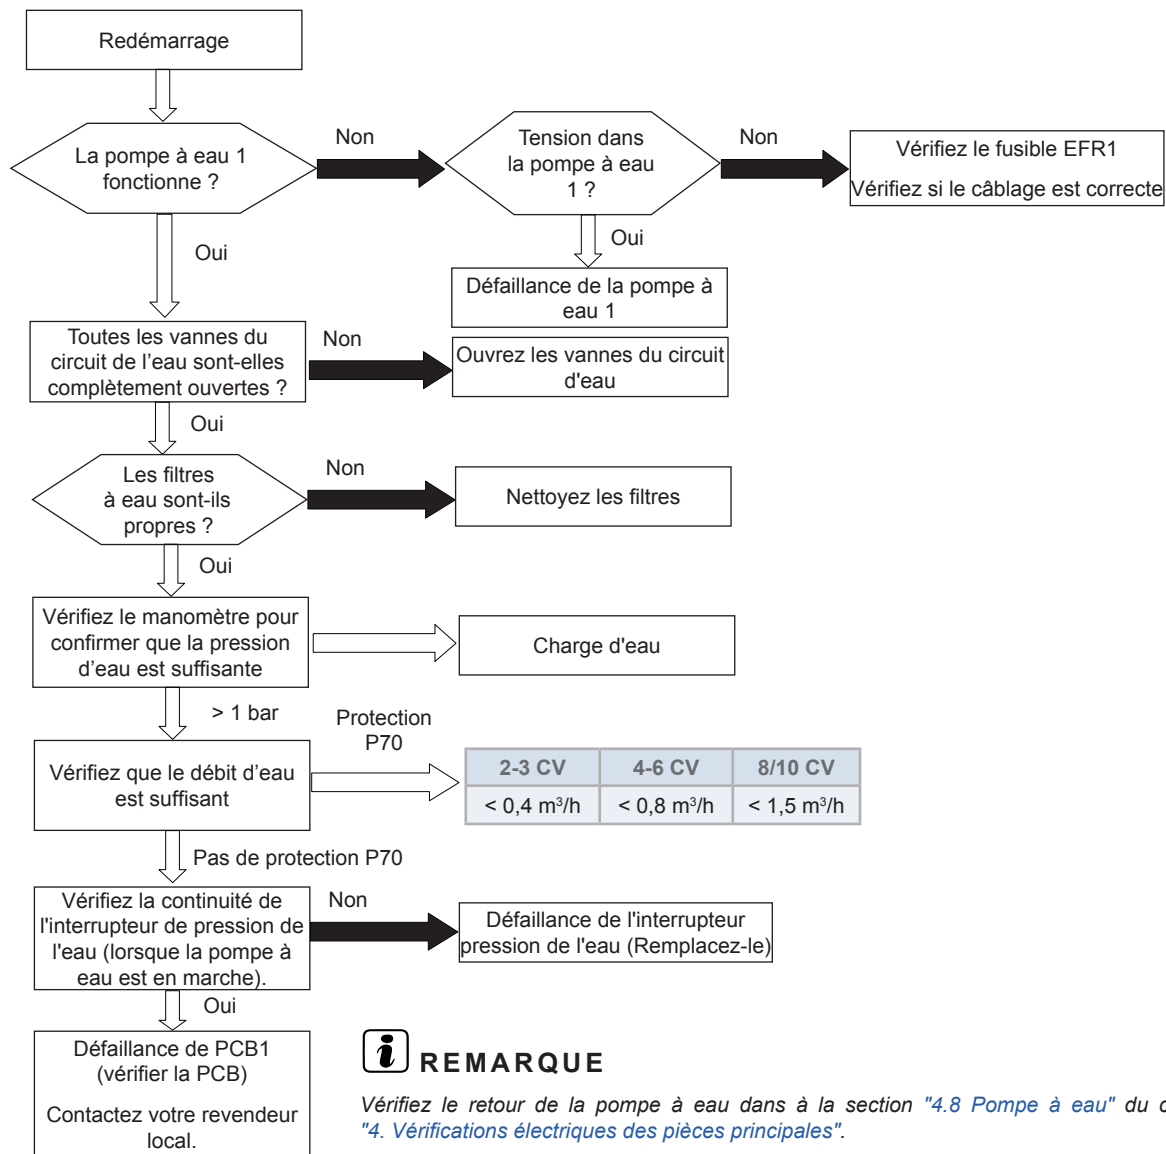 Redémarrage
La pompe à eau 1
fonctionne ?
Non
Tension dans
la pompe à eau
1 ?
Non
Vérifiez le fusible EFR1
Vérifiez si le câblage est correcte
Oui
Oui
Défaillance de la pompe à
eau 1
Toutes les vannes du
circuit de l’eau sont-elles
complètement ouvertes ?
Non
Ouvrez les vannes du circuit
d'eau
Oui
Les filtres
à eau sont-ils
propres ?
Non
Nettoyez les filtres
Oui
Vérifiez le manomètre pour
confirmer que la pression
d’eau est suffisante
Charge d'eau
> 1 bar
Protection
P70
Vérifiez que le débit d’eau
est suffisant
2-3 CV 4-6 CV 8/10 CV
< 0,4 m³/h < 0,8 m³/h < 1,5 m³/h
Pas de protection P70
Vérifiez la continuité de
l'interrupteur de pression de
l'eau (lorsque la pompe à
eau est en marche).
Non
Défaillance de l'interrupteur
pression de l'eau (Remplacez-le)
Oui
Défaillance de PCB1
(vérifier la PCB)
Contactez votre revendeur
local.
i REMARQUE
Vérifiez le retour de la pompe à eau dans à la section "4.8 Pompe à eau" du
"4. Vérifications électriques des pièces principales".